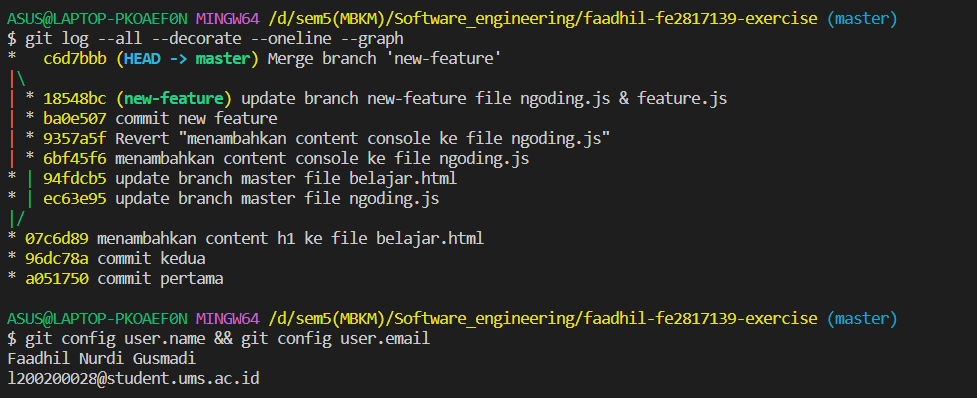 ASUS@LAPTOP-PKOAEF0N MINGW64 /d/sem5(MBKM)/Software_engineering/faadhil-fe2817139-exercise (master)
$ git log --all --decorate --oneline --graph
*   c6d7bbb (HEAD -> master) Merge branch 'new-feature'
|\
| * 18548bc (new-feature) update branch new-feature file ngoding.js & feature.js
| * ba0e507 commit new feature
| * 9357a5f Revert "menambahkan content console ke file ngoding.js"
| * 6bf45f6 menambahkan content console ke file ngoding.js
* | 94fdcb5 update branch master file belajar.html
* | ec63e95 update branch master file ngoding.js
|/
* 07c6d89 menambahkan content h1 ke file belajar.html
* 96dc78a commit kedua
* a051750 commit pertama
ASUS@LAPTOP-PKOAEF0N MINGW64 /d/sem5(MBKM)/Software_engineering/faadhil-fe2817139-exercise (master)
$ git config user.name && git config user.email
Faadhil Nurdi Gusmadi
l200200028@student.ums.ac.id